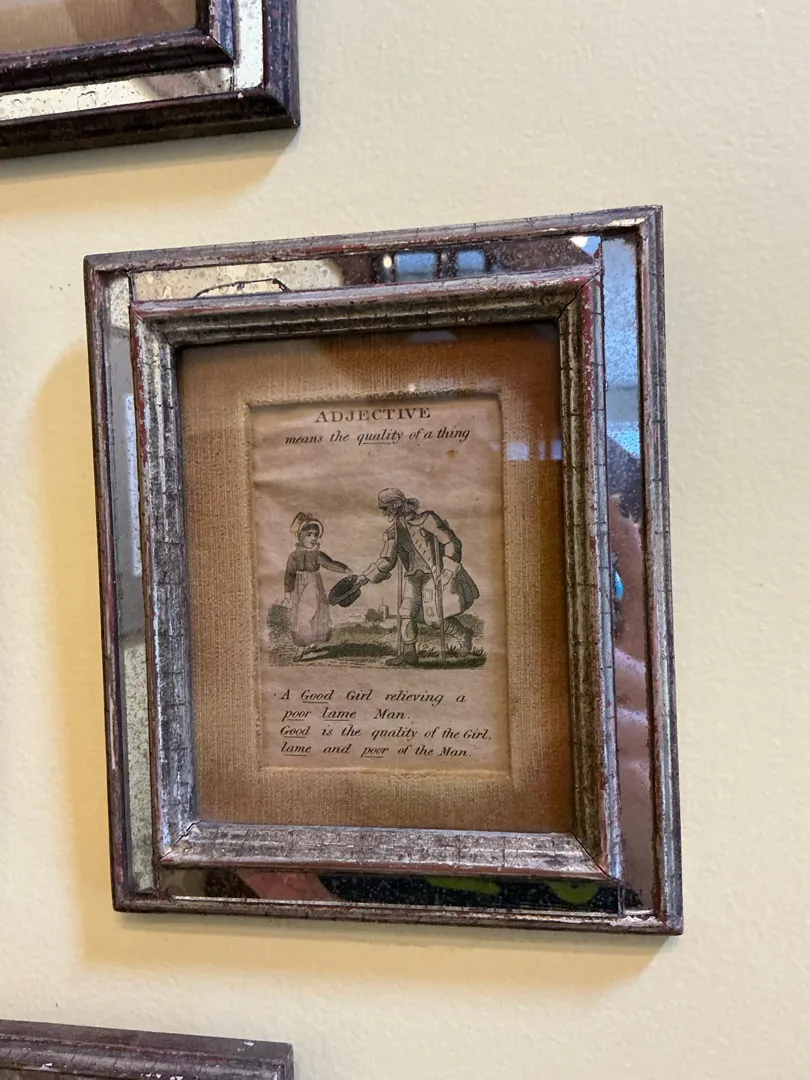 ADJECTIVE
means the quality of a thing
A Good Girl relieving a
poor lame Man.
Good is the quality of the Girl,
lame and poor of the Man.